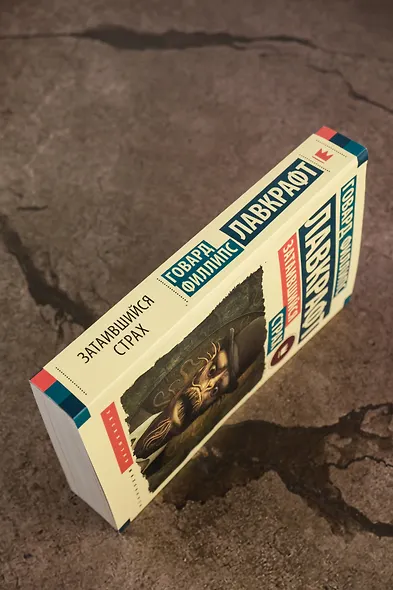 ГОВАРД
ФИЛЛИПС
ЛАВКРАФТ
ЗАТАИВШИЙСЯ
СТРАХ
ГОВАРД ФИЛЛИПС
ЛАВКРАФТ
ЗАТАИВШИЙСЯ
СТРАХ